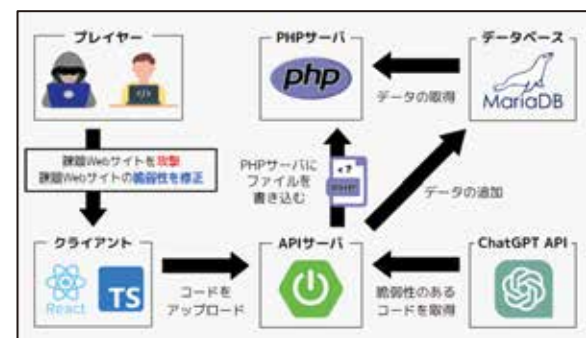 プレイヤー
PHPサーバ
データベース
php
MariaDB
データの取得
課題Webサイトを攻撃
課題Webサイトの脆弱性を修正
PHPサーバに
ファイルを
書き込む
<?
PHP
データの追加
クライアント
APIサーバ
ChatGPT API
React
TS
コードを
アップロード
脆弱性のある
コードを取得